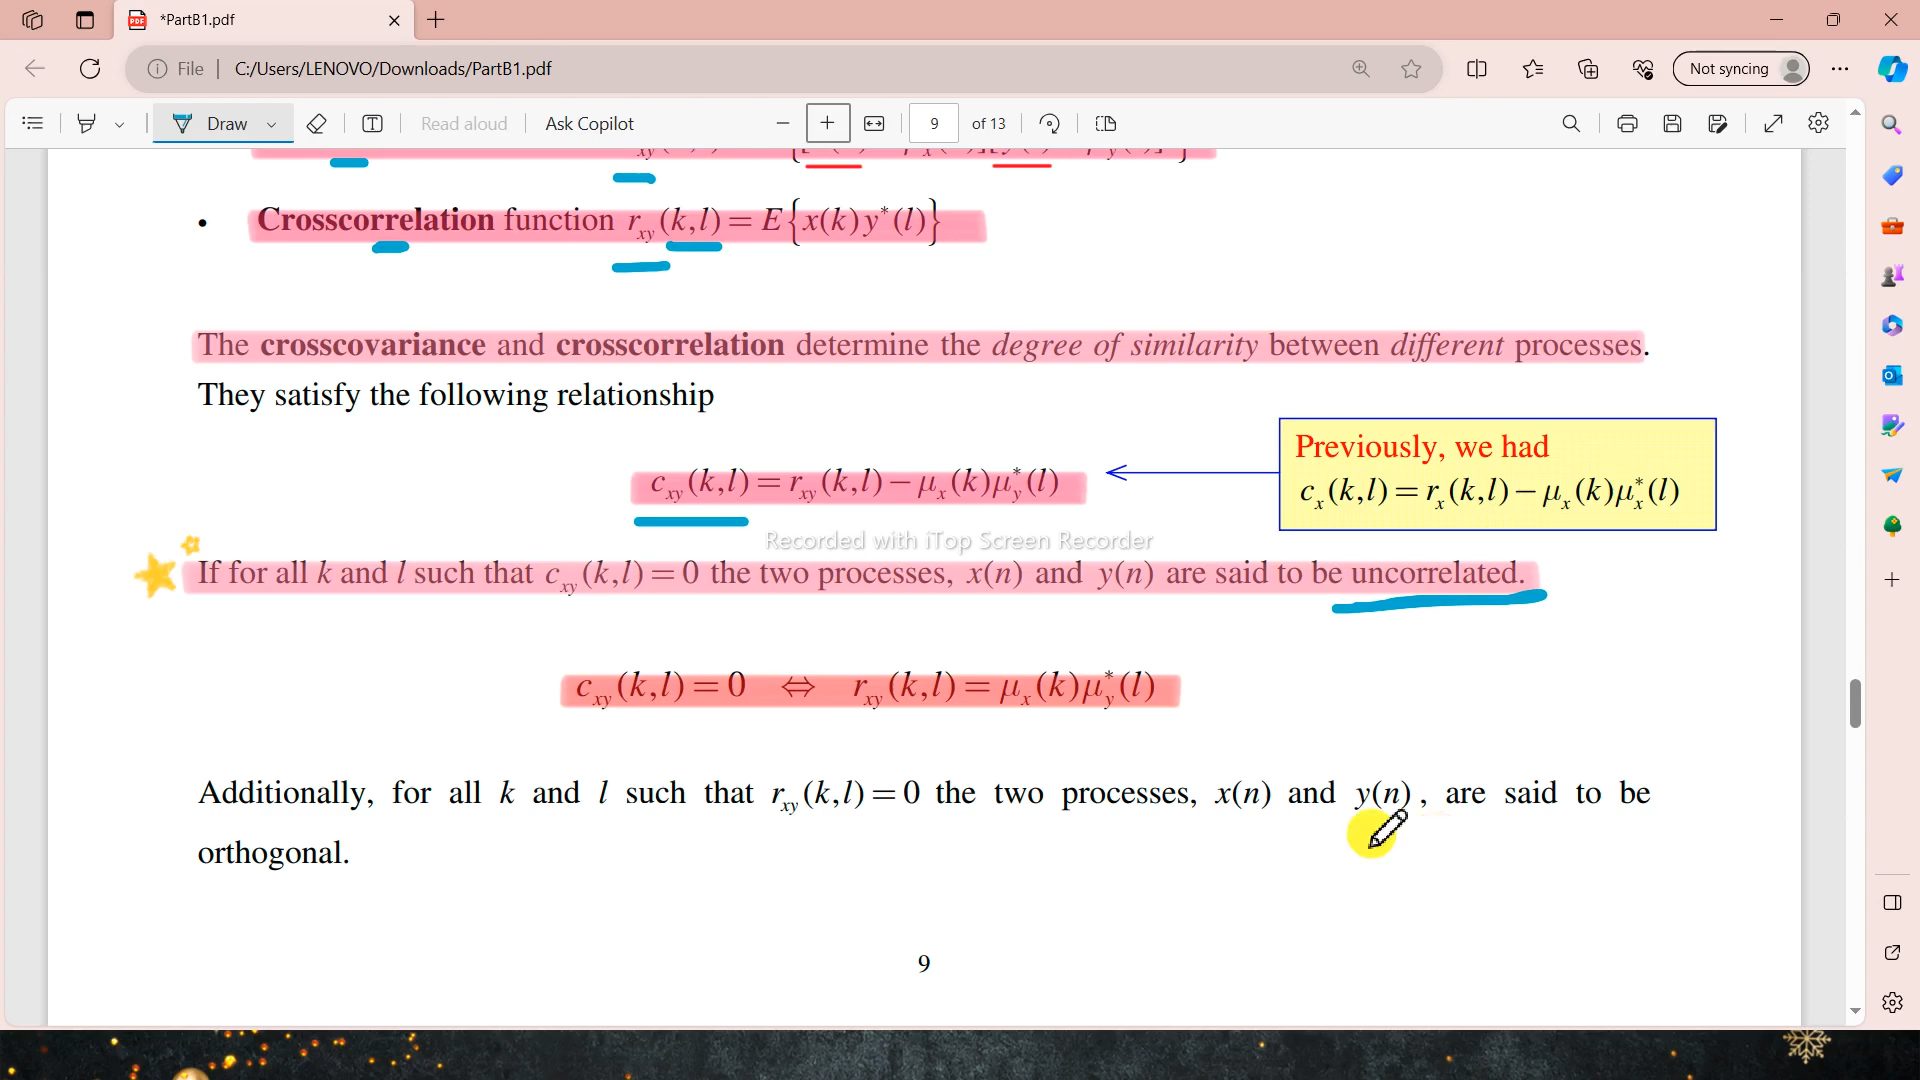 *PartB1.pdf
File | C:/Users/LENOVO/Downloads/PartB1.pdf
Not syncing
Draw
Read aloud
Ask Copilot
9 of 13
• Crosscorrelation function r_xy(k,l) = E{x(k)y*(l)}
The crosscovariance and crosscorrelation determine the degree of similarity between different processes.
They satisfy the following relationship
c_xy(k,l) = r_xy(k,l) − μ_x(k)μ_y*(l)
Previously, we had
c_x(k,l) = r_x(k,l) − μ_x(k)μ_x*(l)
Recorded with iTop Screen Recorder
If for all k and l such that c_xy(k,l) = 0 the two processes, x(n) and y(n) are said to be uncorrelated.
c_xy(k,l) = 0 ⇔ r_xy(k,l) = μ_x(k)μ_y*(l)
Additionally, for all k and l such that r_xy(k,l) = 0 the two processes, x(n) and y(n), are said to be
orthogonal.
9